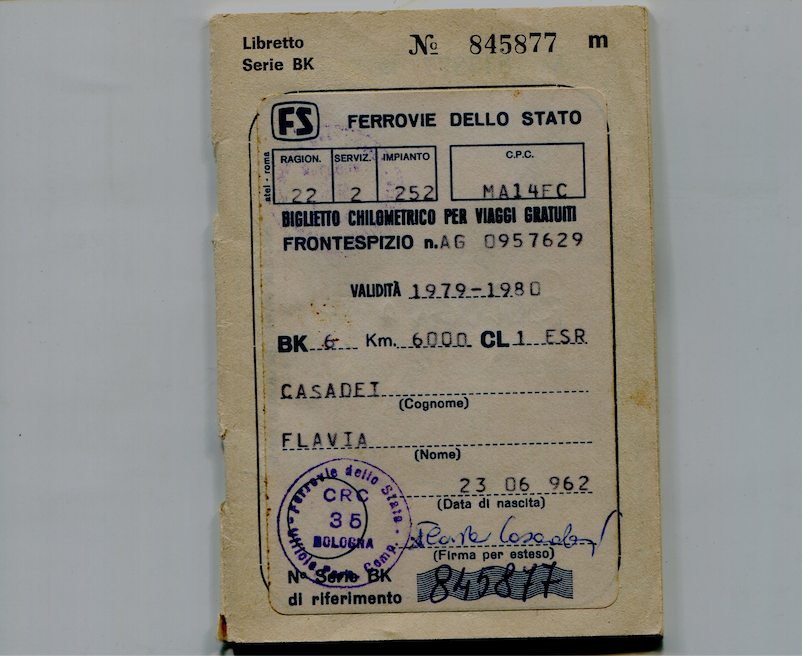 Libretto Nº 845877 m
Serie BK
FS FERROVIE DELLO STATO
RAGION. SERVIZ. IMPIANTO C.P.C.
22 2 252 MA14FC
BIGLIETTO CHILOMETRICO PER VIAGGI GRATUITI
FRONTESPIZIO n. AG 0957629
VALIDITÀ 1979-1980
BK 6 Km. 6000 CL 1 ESR
CASADEI
(Cognome)
FLAVIA
(Nome)
23 06 962
(Data di nascita)
Ferrovie dello Stato
CRC
35
BOLOGNA
(Firma per esteso)
Nº Serie BK
di riferimento 845877